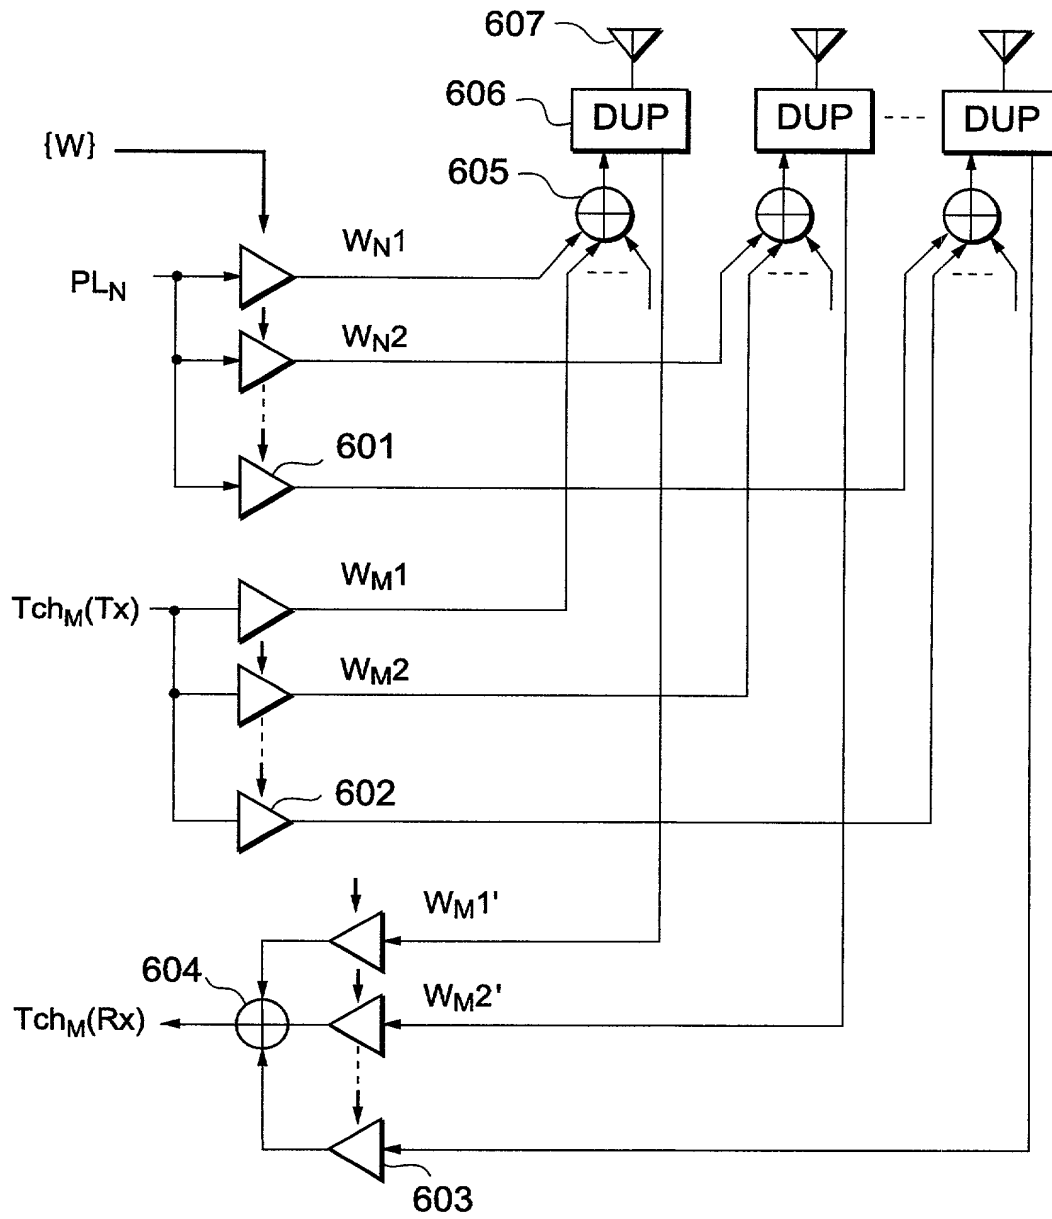 607
606
DUP
DUP
DUP
{W}
605
W_N1
PL_N
W_N2
601
W_M1
Tch_M(Tx)
W_M2
602
W_M1'
604
W_M2'
Tch_M(Rx)
603